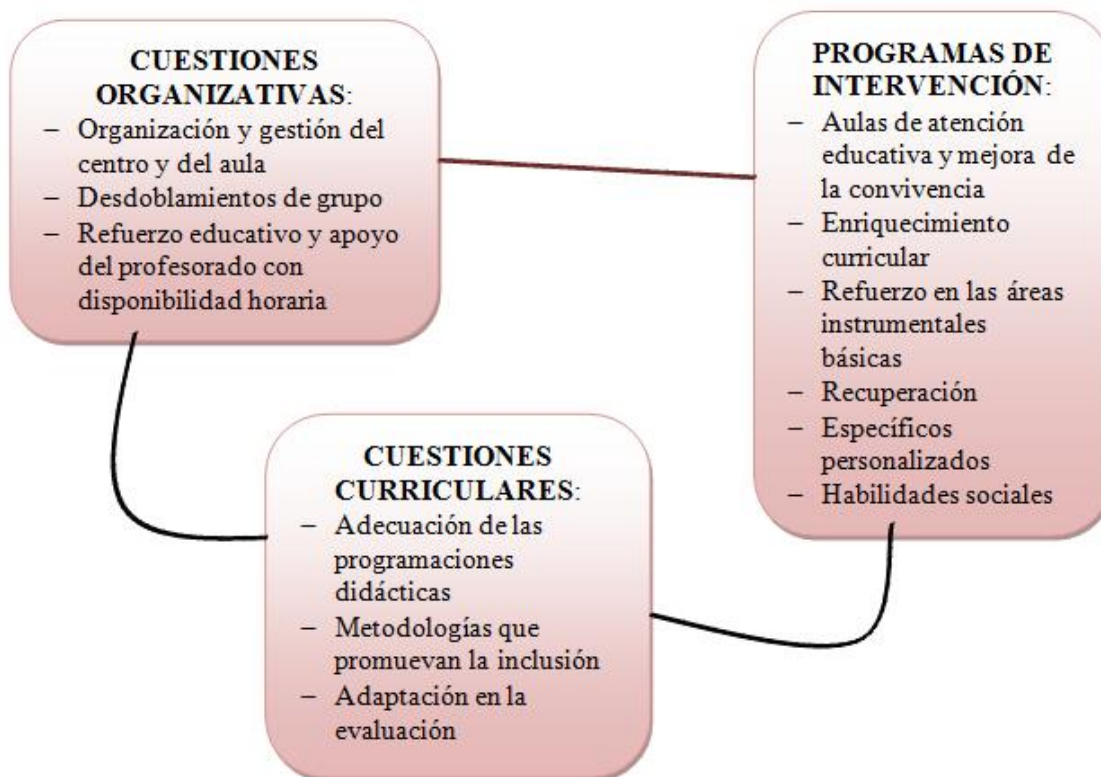 CUESTIONES
ORGANIZATIVAS:
– Organización y gestión del
centro y del aula
– Desdoblamientos de grupo
– Refuerzo educativo y apoyo
del profesorado con
disponibilidad horaria
PROGRAMAS DE
INTERVENCIÓN:
– Aulas de atención
educativa y mejora de
la convivencia
– Enriquecimiento
curricular
– Refuerzo en las áreas
instrumentales
básicas
– Recuperación
– Específicos
personalizados
– Habilidades sociales
CUESTIONES
CURRICULARES:
– Adecuación de las
programaciones
didácticas
– Metodologías que
promuevan la inclusión
– Adaptación en la
evaluación